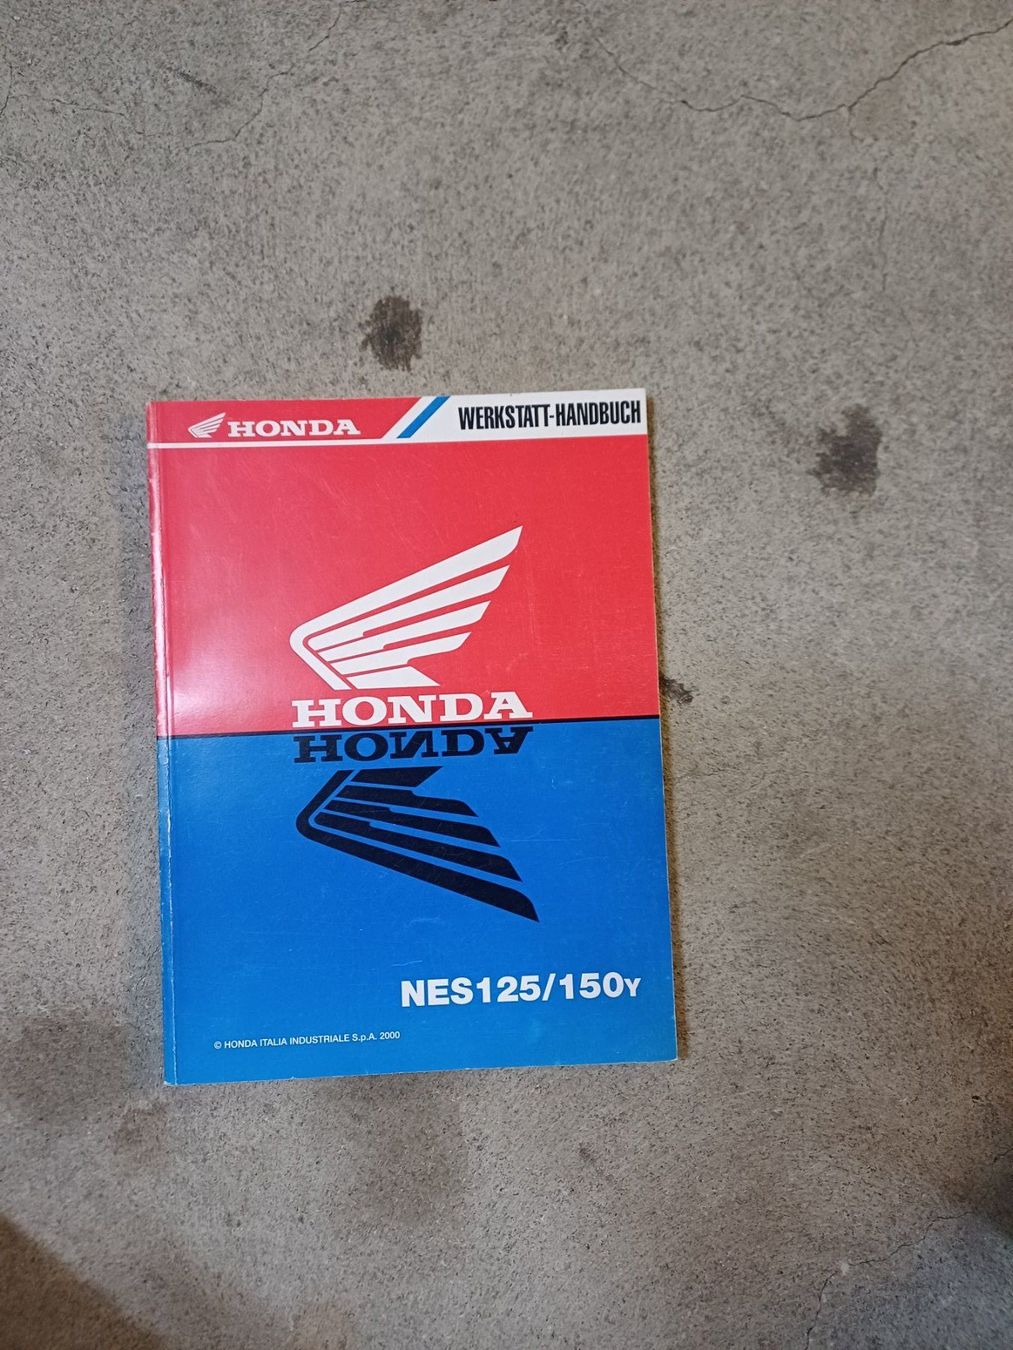 HONDA
WERKSTATT-HANDBUCH
HONDA
HONDA
NES125/150Y
© HONDA ITALIA INDUSTRIALE S.p.A. 2000